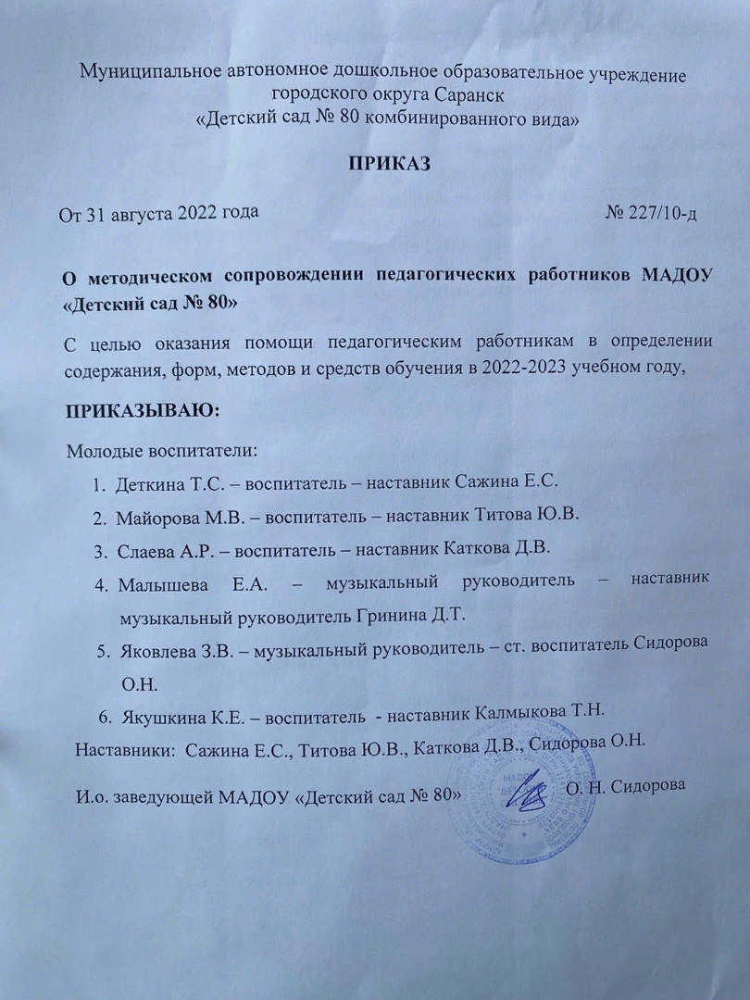 Муниципальное автономное дошкольное образовательное учреждение
городского округа Саранск
«Детский сад № 80 комбинированного вида»
ПРИКАЗ
От 31 августа 2022 года № 227/10-д
О методическом сопровождении педагогических работников МАДОУ
«Детский сад № 80»
С целью оказания помощи педагогическим работникам в определении
содержания, форм, методов и средств обучения в 2022-2023 учебном году,
ПРИКАЗЫВАЮ:
Молодые воспитатели:
1. Деткина Т.С. – воспитатель – наставник Сажина Е.С.
2. Майорова М.В. – воспитатель – наставник Титова Ю.В.
3. Слаева А.Р. – воспитатель – наставник Каткова Д.В.
4. Малышева Е.А. – музыкальный руководитель – наставник
музыкальный руководитель Гринина Д.Т.
5. Яковлева З.В. – музыкальный руководитель – ст. воспитатель Сидорова
О.Н.
6. Якушкина К.Е. – воспитатель - наставник Калмыкова Т.Н.
Наставники: Сажина Е.С., Титова Ю.В., Каткова Д.В., Сидорова О.Н.
И.о. заведующей МАДОУ «Детский сад № 80» О. Н. Сидорова
МАДОУ